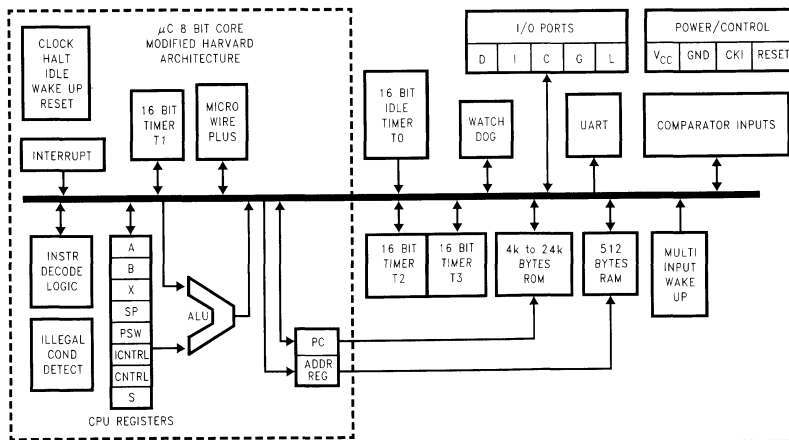 μC 8 BIT CORE
MODIFIED HARVARD
ARCHITECTURE
CLOCK
HALT
IDLE
WAKE UP
RESET
INTERRUPT
16 BIT
TIMER
T1
MICRO
WIRE
PLUS
16 BIT
IDLE
TIMER
T0
WATCH
DOG
I/O PORTS
D I C G L
UART
POWER/CONTROL
VCC GND CKI RESET
COMPARATOR INPUTS
INSTR
DECODE
LOGIC
ILLEGAL
COND
DETECT
A
B
X
SP
PSW
ICNTRL
CNTRL
S
CPU REGISTERS
ALU
PC
ADDR
REG
16 BIT
TIMER
T2
16 BIT
TIMER
T3
4k to 24k
BYTES
ROM
512
BYTES
RAM
MULTI
INPUT
WAKE
UP